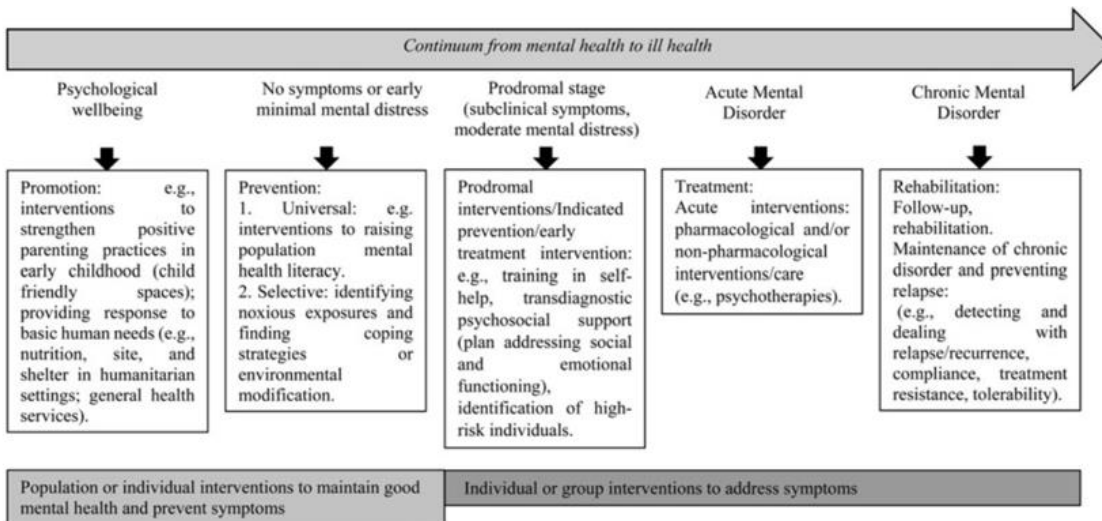 Continuum from mental health to ill health
Psychological
wellbeing
No symptoms or early
minimal mental distress
Prodromal stage
(subclinical symptoms,
moderate mental distress)
Acute Mental
Disorder
Chronic Mental
Disorder
Promotion: e.g.,
interventions to
strengthen positive
parenting practices in
early childhood (child
friendly spaces);
providing response to
basic human needs (e.g.,
nutrition, site, and
shelter in humanitarian
settings; general health
services).
Prevention:
1. Universal: e.g.
interventions to raising
population mental
health literacy.
2. Selective: identifying
noxious exposures and
finding coping
strategies or
environmental
modification.
Prodromal
interventions/Indicated
prevention/early
treatment intervention:
e.g., training in self-
help, transdiagnostic
psychosocial support
(plan addressing social
and emotional
functioning),
identification of high-
risk individuals.
Treatment:
Acute interventions:
pharmacological and/or
non-pharmacological
interventions/care
(e.g., psychotherapies).
Rehabilitation:
Follow-up,
rehabilitation.
Maintenance of chronic
disorder and preventing
relapse:
(e.g., detecting and
dealing with
relapse/recurrence,
compliance, treatment
resistance, tolerability).
Population or individual interventions to maintain good
mental health and prevent symptoms
Individual or group interventions to address symptoms